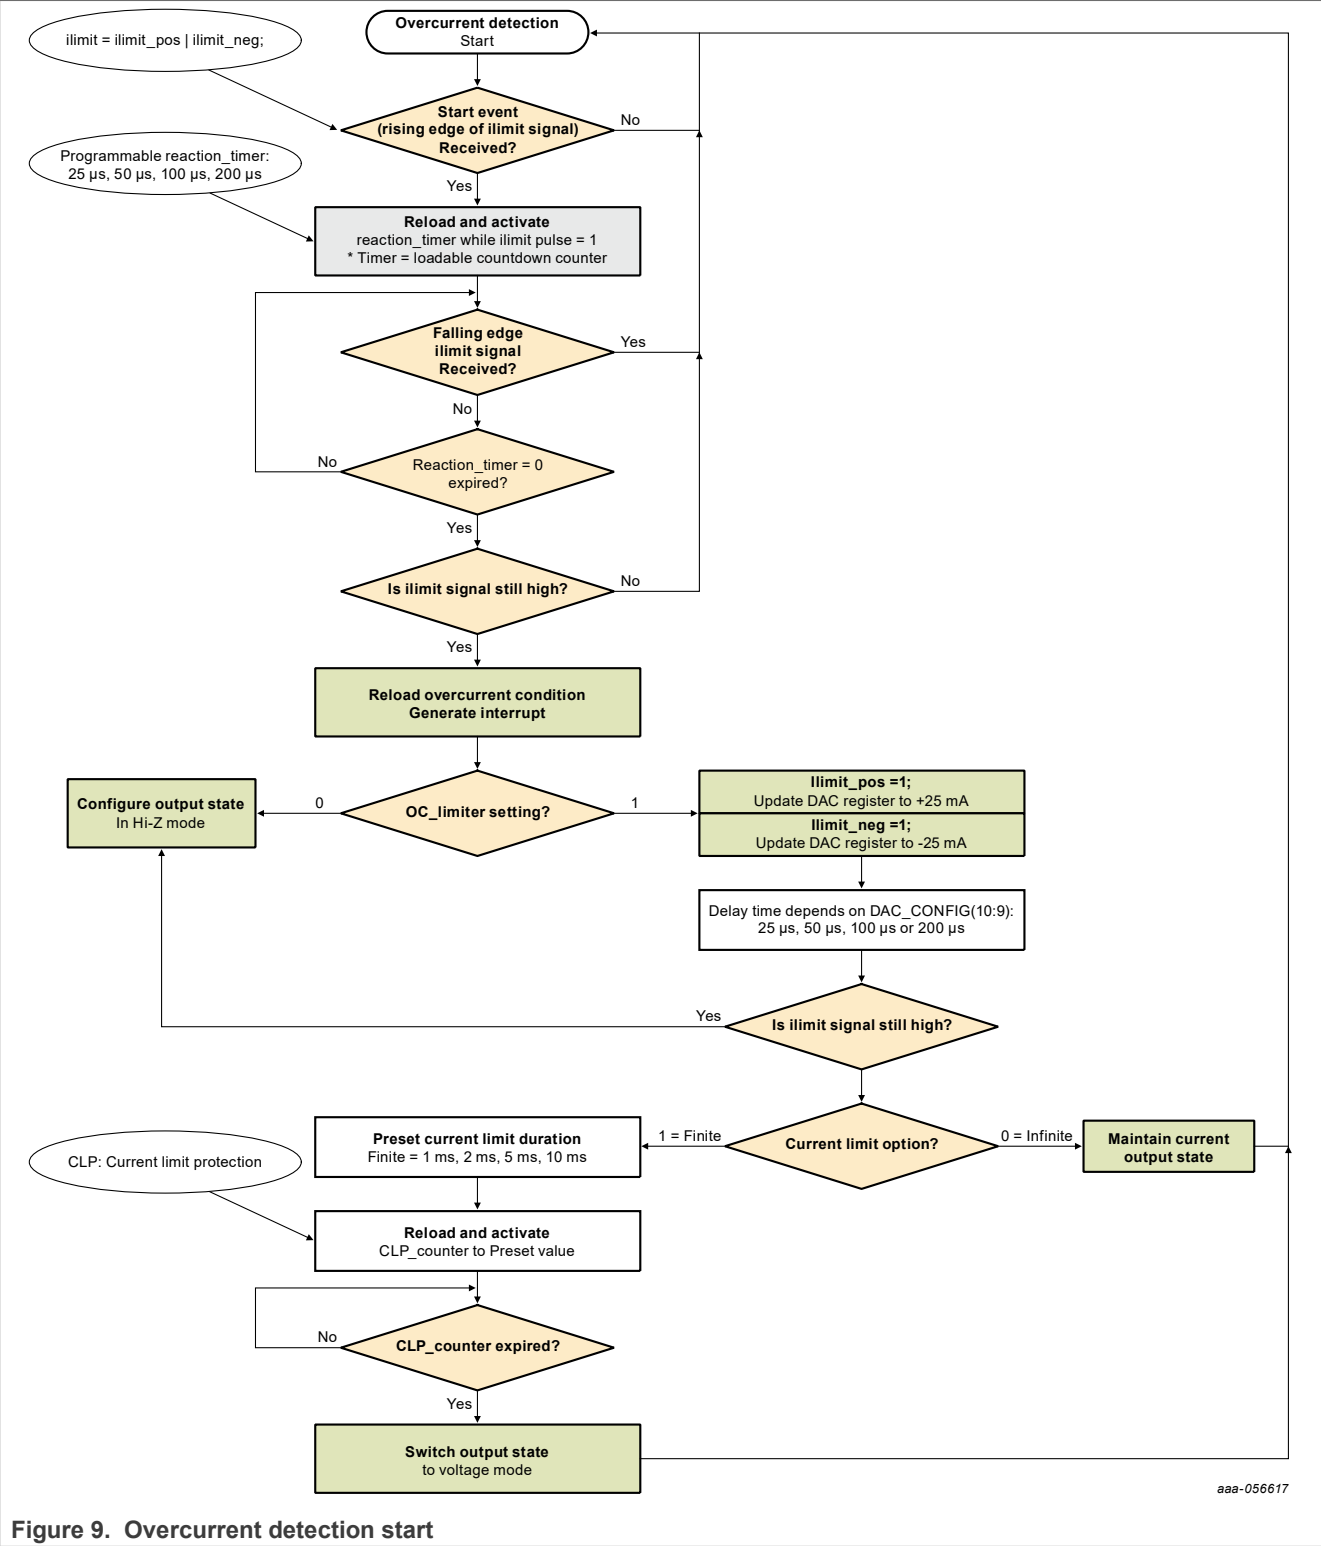 Overcurrent detection
Start
ilimit = ilimit_pos | ilimit_neg;
Start event
(rising edge of ilimit signal)
Received?
No
Programmable reaction_timer:
25 µs, 50 µs, 100 µs, 200 µs
Yes
Reload and activate
reaction_timer while ilimit pulse = 1
* Timer = loadable countdown counter
Falling edge
ilimit signal
Received?
Yes
No
Reaction_timer = 0
expired?
No
Yes
Is ilimit signal still high?
No
Yes
Reload overcurrent condition
Generate interrupt
Configure output state
In Hi-Z mode
0
OC_limiter setting?
1
Ilimit_pos =1;
Update DAC register to +25 mA
Ilimit_neg =1;
Update DAC register to -25 mA
Delay time depends on DAC_CONFIG(10:9):
25 µs, 50 µs, 100 µs or 200 µs
Yes
Is ilimit signal still high?
Preset current limit duration
Finite = 1 ms, 2 ms, 5 ms, 10 ms
1 = Finite
Current limit option?
0 = Infinite
Maintain current
output state
CLP: Current limit protection
Reload and activate
CLP_counter to Preset value
No
CLP_counter expired?
Yes
Switch output state
to voltage mode
aaa-056617
Figure 9. Overcurrent detection start